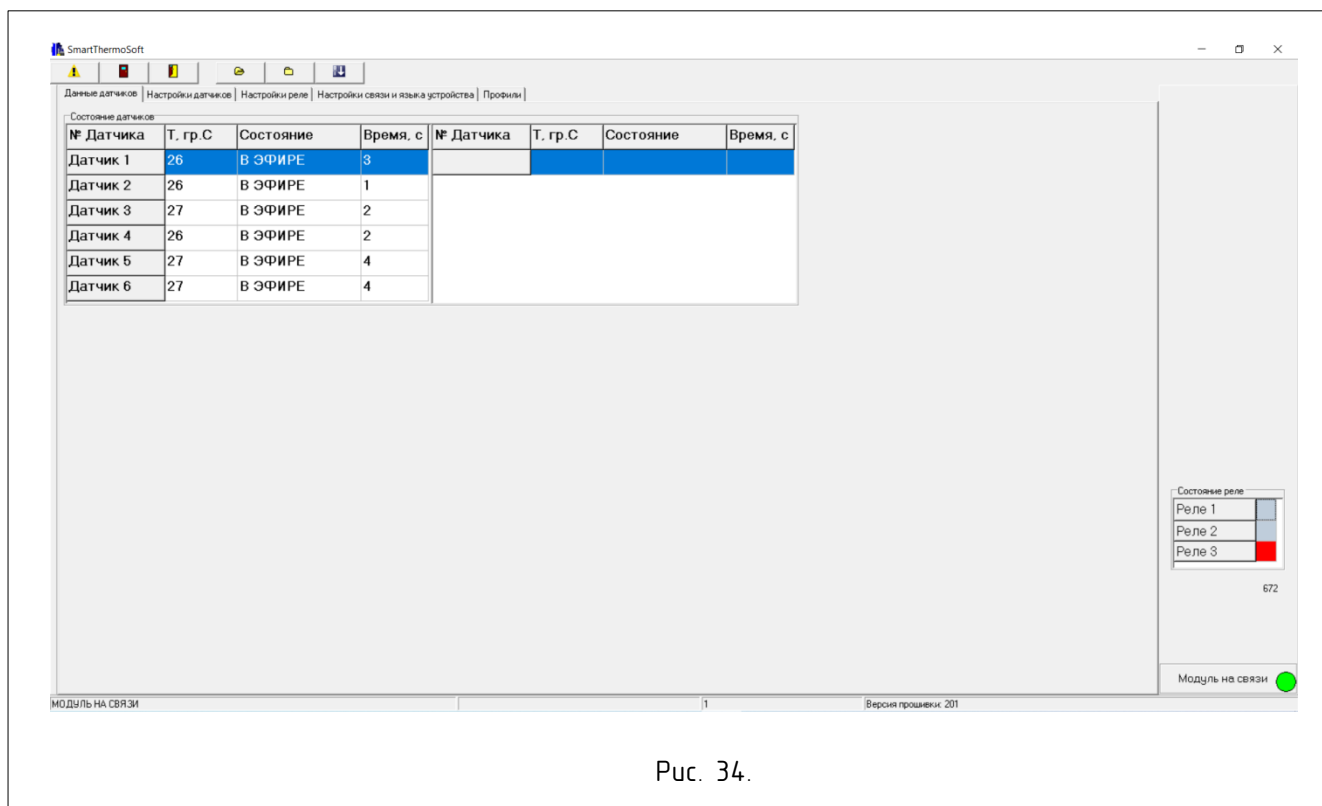 SmartThermoSoft
Данные датчиков Настройки датчиков Настройки реле Настройки связи и языка устройства Профили
Состояние датчиков
№ Датчика T, гр.С Состояние Время, с № Датчика T, гр.С Состояние Время, с
Датчик 1 26 В ЭФИРЕ 3
Датчик 2 26 В ЭФИРЕ 1
Датчик 3 27 В ЭФИРЕ 2
Датчик 4 26 В ЭФИРЕ 2
Датчик 5 27 В ЭФИРЕ 4
Датчик 6 27 В ЭФИРЕ 4
Состояние реле
Реле 1
Реле 2
Реле 3
672
Модуль на связи
МОДУЛЬ НА СВЯЗИ 1 Версия прошивки: 201
Рис. 34.